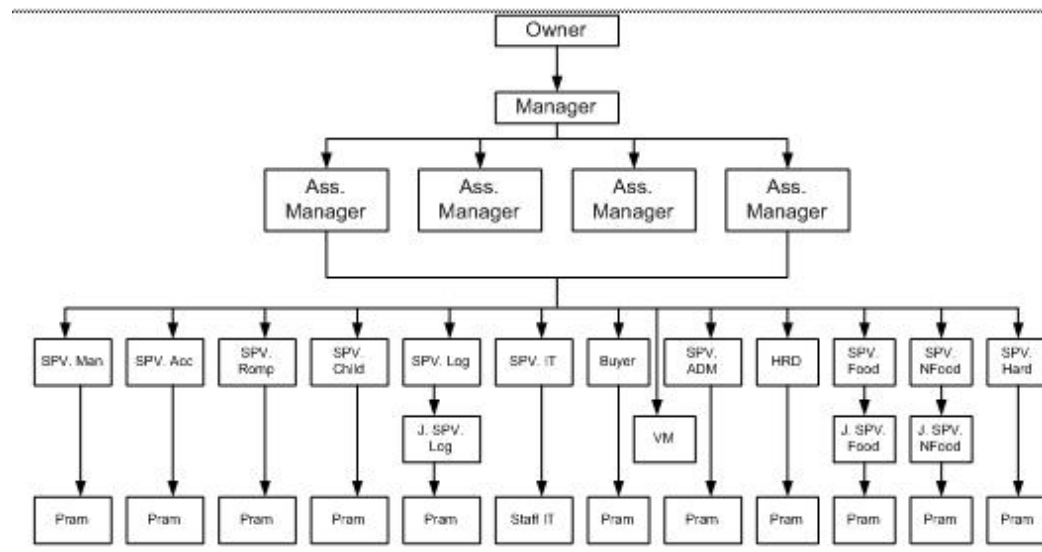 Owner
Manager
Ass.
Manager
Ass.
Manager
Ass.
Manager
Ass.
Manager
SPV. Man
SPV. Acc
SPV.
Romp
SPV.
Child
SPV. Log
SPV. IT
Buyer
SPV.
ADM
HRD
SPV.
Food
SPV.
NFood
SPV.
Hard
J. SPV.
Log
VM
J. SPV.
Food
J. SPV.
NFood
Pram
Pram
Pram
Pram
Pram
Staff IT
Pram
Pram
Pram
Pram
Pram
Pram